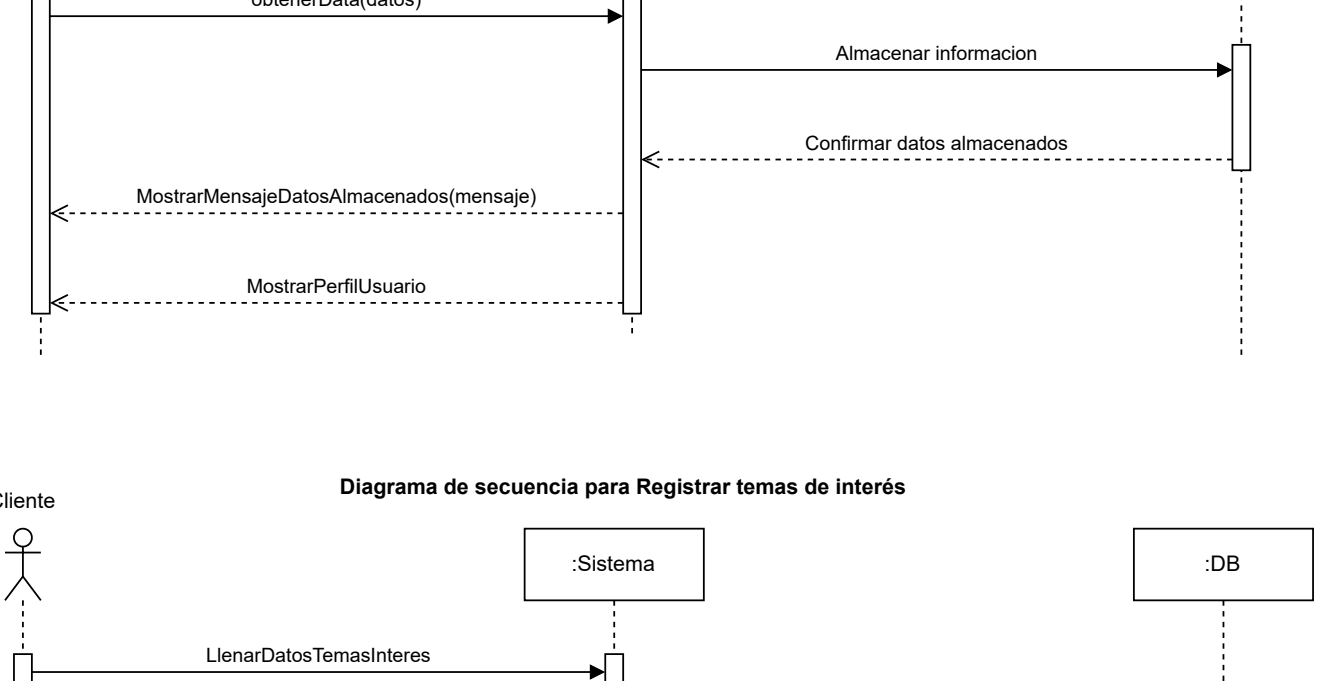 obtenerData(datos)
Almacenar informacion
Confirmar datos almacenados
MostrarMensajeDatosAlmacenados(mensaje)
MostrarPerfilUsuario
Diagrama de secuencia para Registrar temas de interés
Cliente
:Sistema
:DB
LlenarDatosTemasInteres